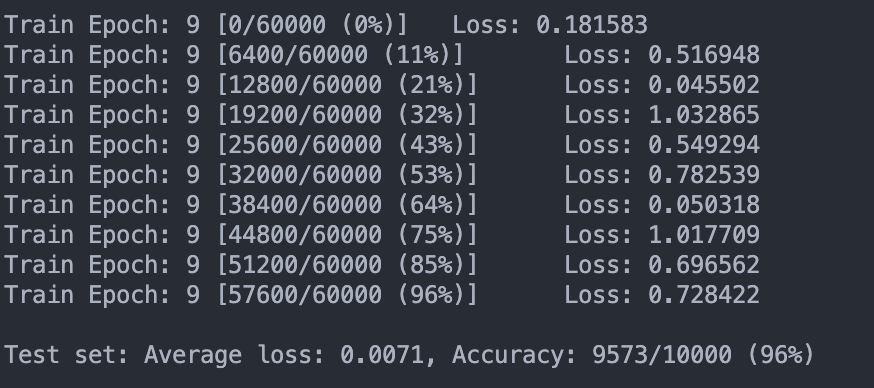 Train Epoch: 9 [0/60000 (0%)]	Loss: 0.181583
Train Epoch: 9 [6400/60000 (11%)]	Loss: 0.516948
Train Epoch: 9 [12800/60000 (21%)]	Loss: 0.045502
Train Epoch: 9 [19200/60000 (32%)]	Loss: 1.032865
Train Epoch: 9 [25600/60000 (43%)]	Loss: 0.549294
Train Epoch: 9 [32000/60000 (53%)]	Loss: 0.782539
Train Epoch: 9 [38400/60000 (64%)]	Loss: 0.050318
Train Epoch: 9 [44800/60000 (75%)]	Loss: 1.017709
Train Epoch: 9 [51200/60000 (85%)]	Loss: 0.696562
Train Epoch: 9 [57600/60000 (96%)]	Loss: 0.728422
Test set: Average loss: 0.0071, Accuracy: 9573/10000 (96%)